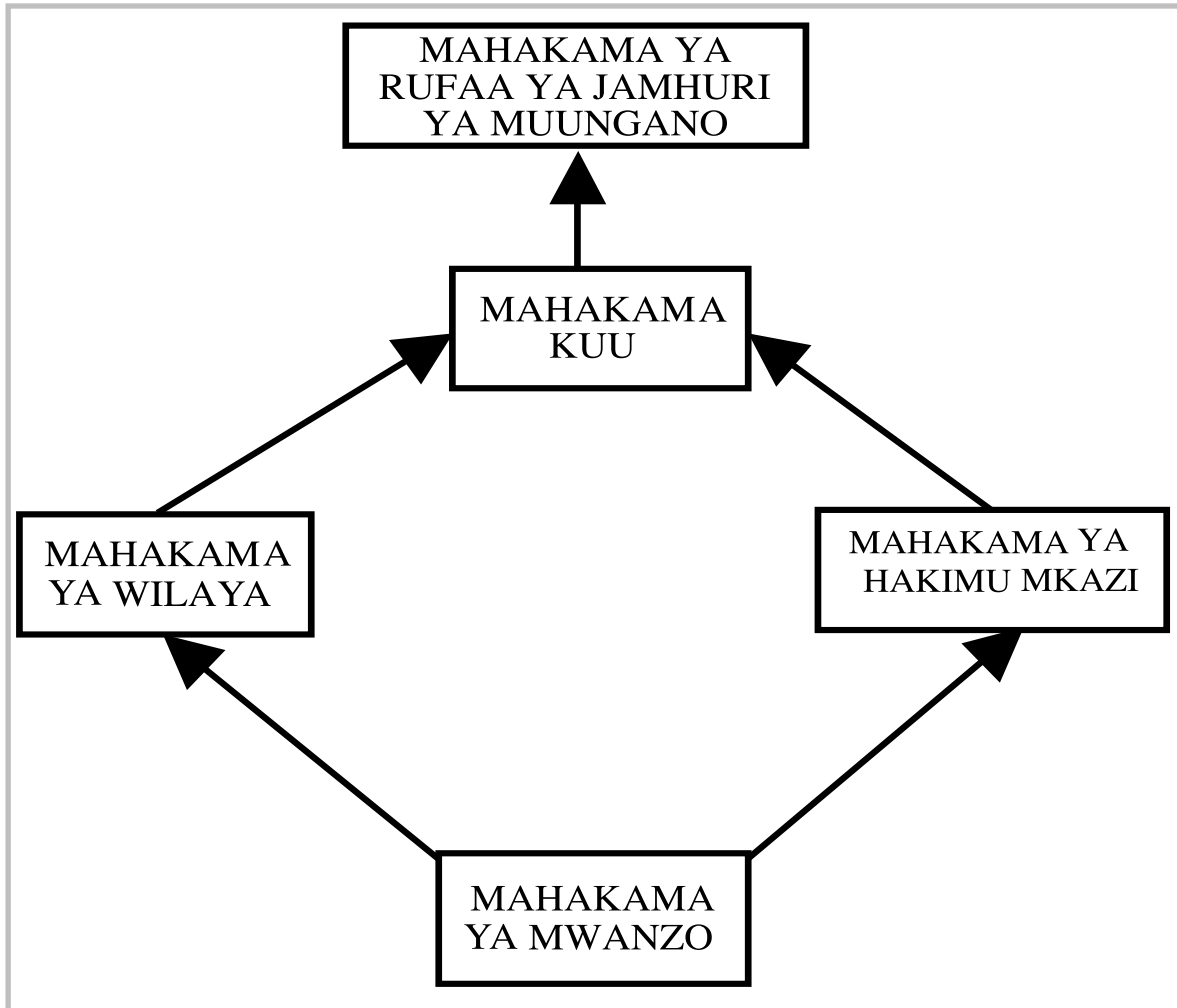 MAHAKAMA YA
RUFAA YA JAMHURI
YA MUUNGANO
MAHAKAMA
KUU
MAHAKAMA
YA WILAYA
MAHAKAMA YA
HAKIMU MKAZI
MAHAKAMA
YA MWANZO